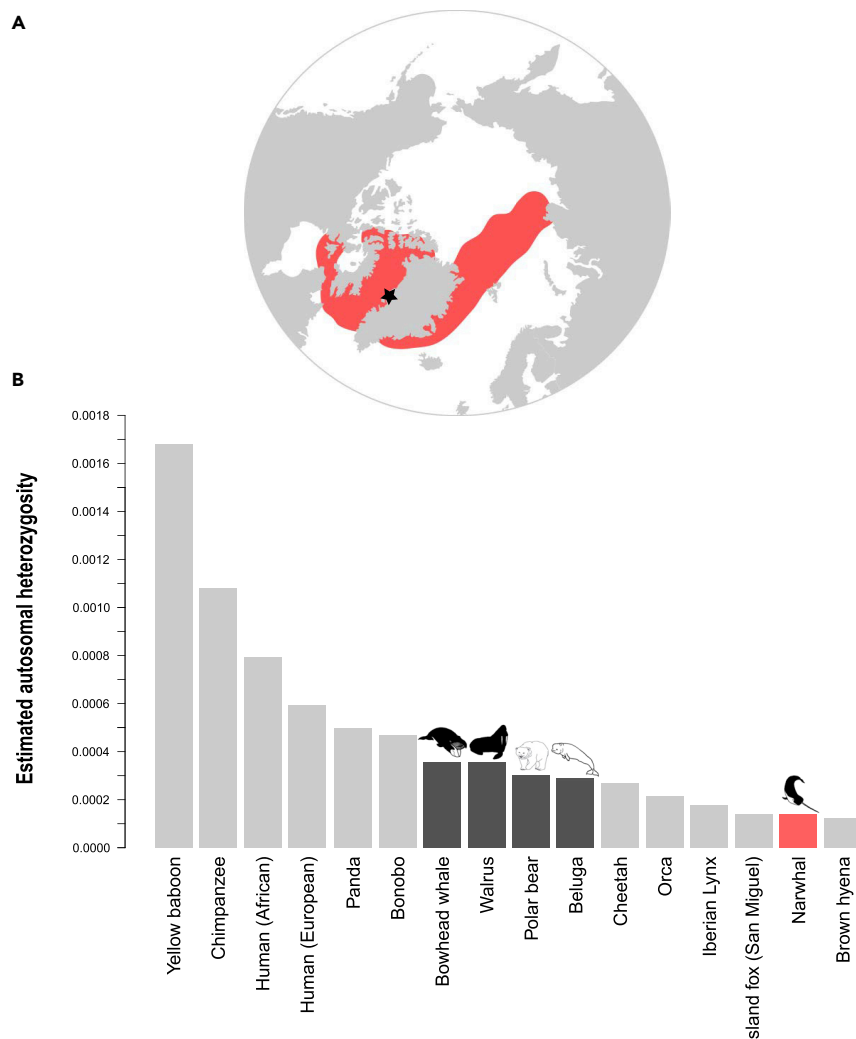 A
B
Estimated autosomal heterozygosity
0.0018
0.0016
0.0014
0.0012
0.0010
0.0008
0.0006
0.0004
0.0002
0.0000
Yellow baboon
Chimpanzee
Human (African)
Human (European)
Panda
Bonobo
Bowhead whale
Walrus
Polar bear
Beluga
Cheetah
Orca
Iberian Lynx
sland fox (San Miguel)
Narwhal
Brown hyena